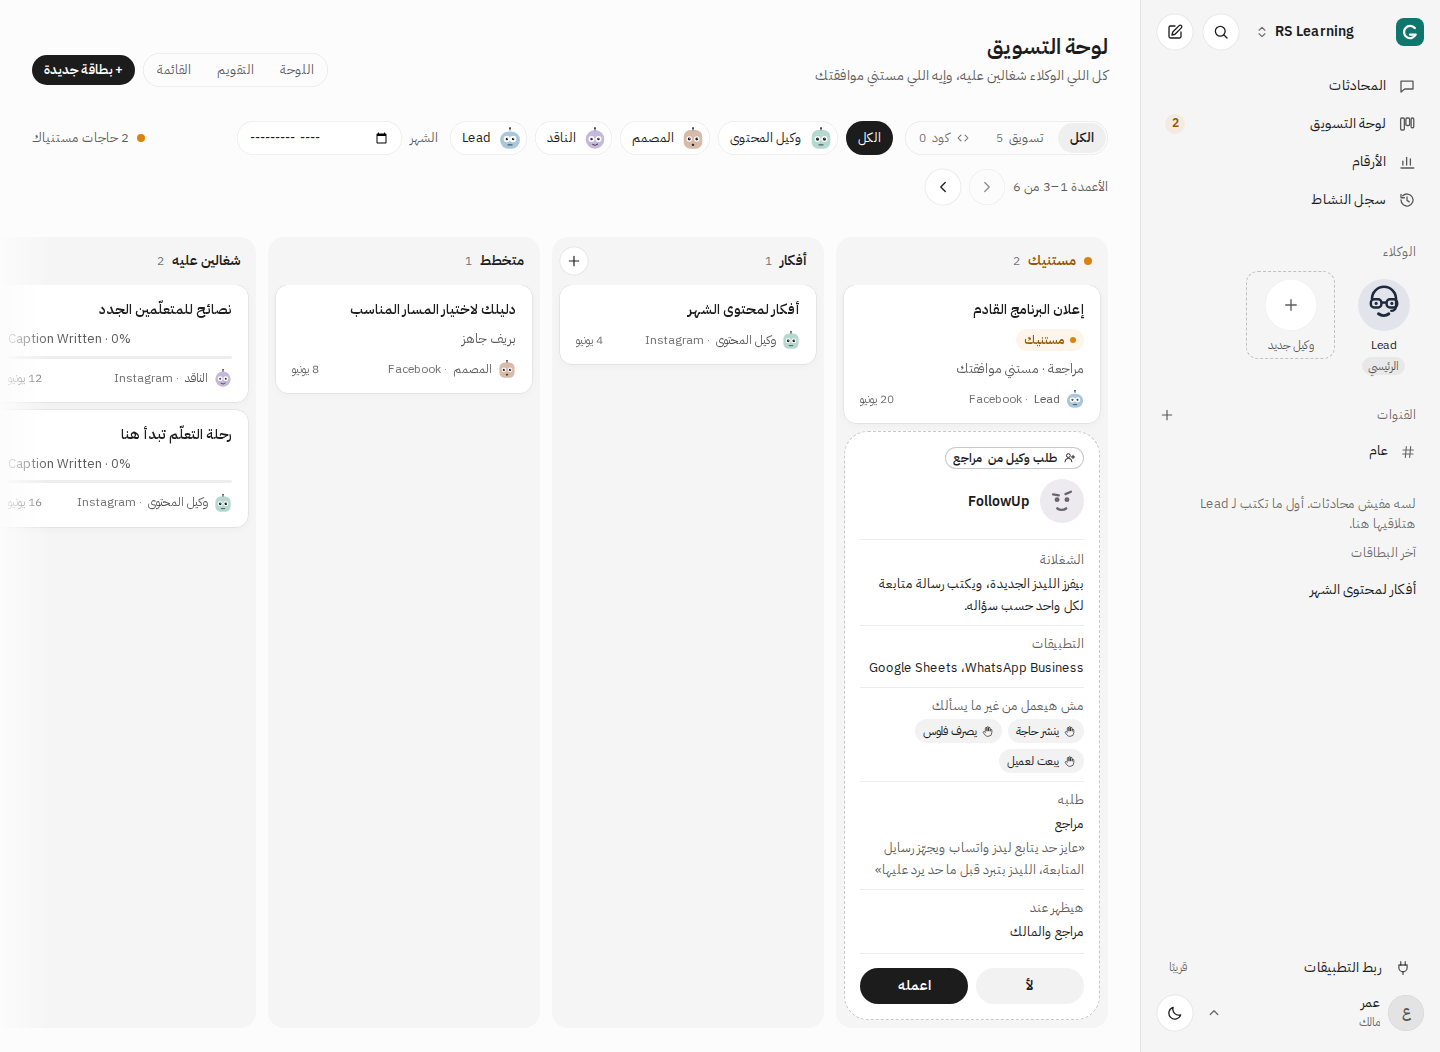 RS Learning
المحادثات
لوحة التسويق
2
الأرقام
سجل النشاط
الوكلاء
Lead
الرئيسي
وكيل جديد
القنوات
عام
لسه مفيش محادثات. أول ما تكتب لـ Lead
هتلاقيها هنا.
آخر البطاقات
أفكار لمحتوى الشهر
ربط التطبيقات
قريبًا
ع
عمر
مالك
لوحة التسويق
كل اللي الوكلاء شغالين عليه، وإيه اللي مستني موافقتك
اللوحة
التقويم
القائمة
+ بطاقة جديدة
الكل
تسويق 5
كود 0
الكل
وكيل المحتوى
المصمم
الناقد
Lead
الشهر
--------- ----
2 حاجات مستنياك
الأعمدة 1–3 من 6
مستنيك 2
إعلان البرنامج القادم
مستنيك
مراجعة · مستني موافقتك
Lead · Facebook
20 يونيو
طلب وكيل من مراجع
FollowUp
الشغلانة
بيفرز الليدز الجديدة، ويكتب رسالة متابعة
لكل واحد حسب سؤاله.
التطبيقات
WhatsApp Business، Google Sheets
مش هيعمل من غير ما يسألك
ينشر حاجة
يصرف فلوس
يبعت لعميل
طلبه
مراجع
«عايز حد يتابع ليدز واتساب ويجهّز رسايل
المتابعة، الليدز بتبرد قبل ما حد يرد عليها»
هيظهر عند
مراجع والمالك
لأ
اعمله
أفكار 1
أفكار لمحتوى الشهر
وكيل المحتوى · Instagram
4 يونيو
متخطط 1
دليلك لاختيار المسار المناسب
بريف جاهز
المصمم · Facebook
8 يونيو
شغالين عليه 2
نصائح للمتعلّمين الجدد
Caption Written · 0%
الناقد · Instagram
12 يونيو
رحلة التعلّم تبدأ هنا
Caption Written · 0%
وكيل المحتوى · Instagram
16 يونيو